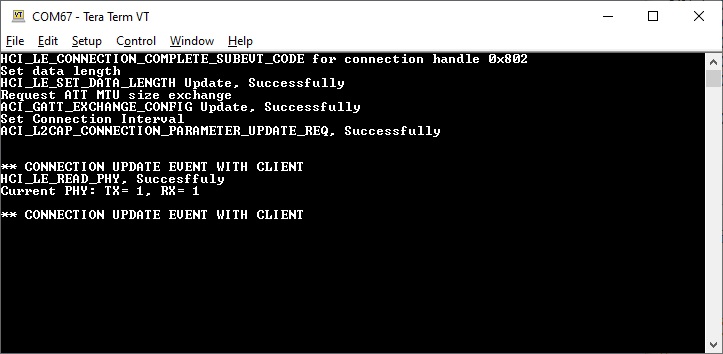 COM67 - Tera Term VT
File Edit Setup Control Window Help
HCI_LE_CONNECTION_COMPLETE_SUBEVT_CODE for connection handle 0x802
Set data length
HCI_LE_SET_DATA_LENGTH Update, Successfully
Request ATT MTU size exchange
ACI_GATT_EXCHANGE_CONFIG Update, Successfully
Set Connection Interval
ACI_L2CAP_CONNECTION_PARAMETER_UPDATE_REQ, Successfully
** CONNECTION UPDATE EVENT WITH CLIENT
HCI_LE_READ_PHY, Succesffuly
Current PHY: TX= 1, RX= 1
** CONNECTION UPDATE EVENT WITH CLIENT